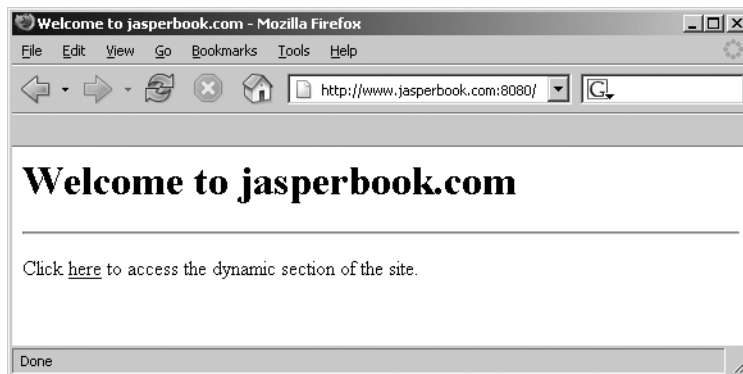 Welcome to jasperbook.com - Mozilla Firefox
File Edit View Go Bookmarks Tools Help
http://www.jasperbook.com:8080/ G
Welcome to jasperbook.com
Click here to access the dynamic section of the site.
Done